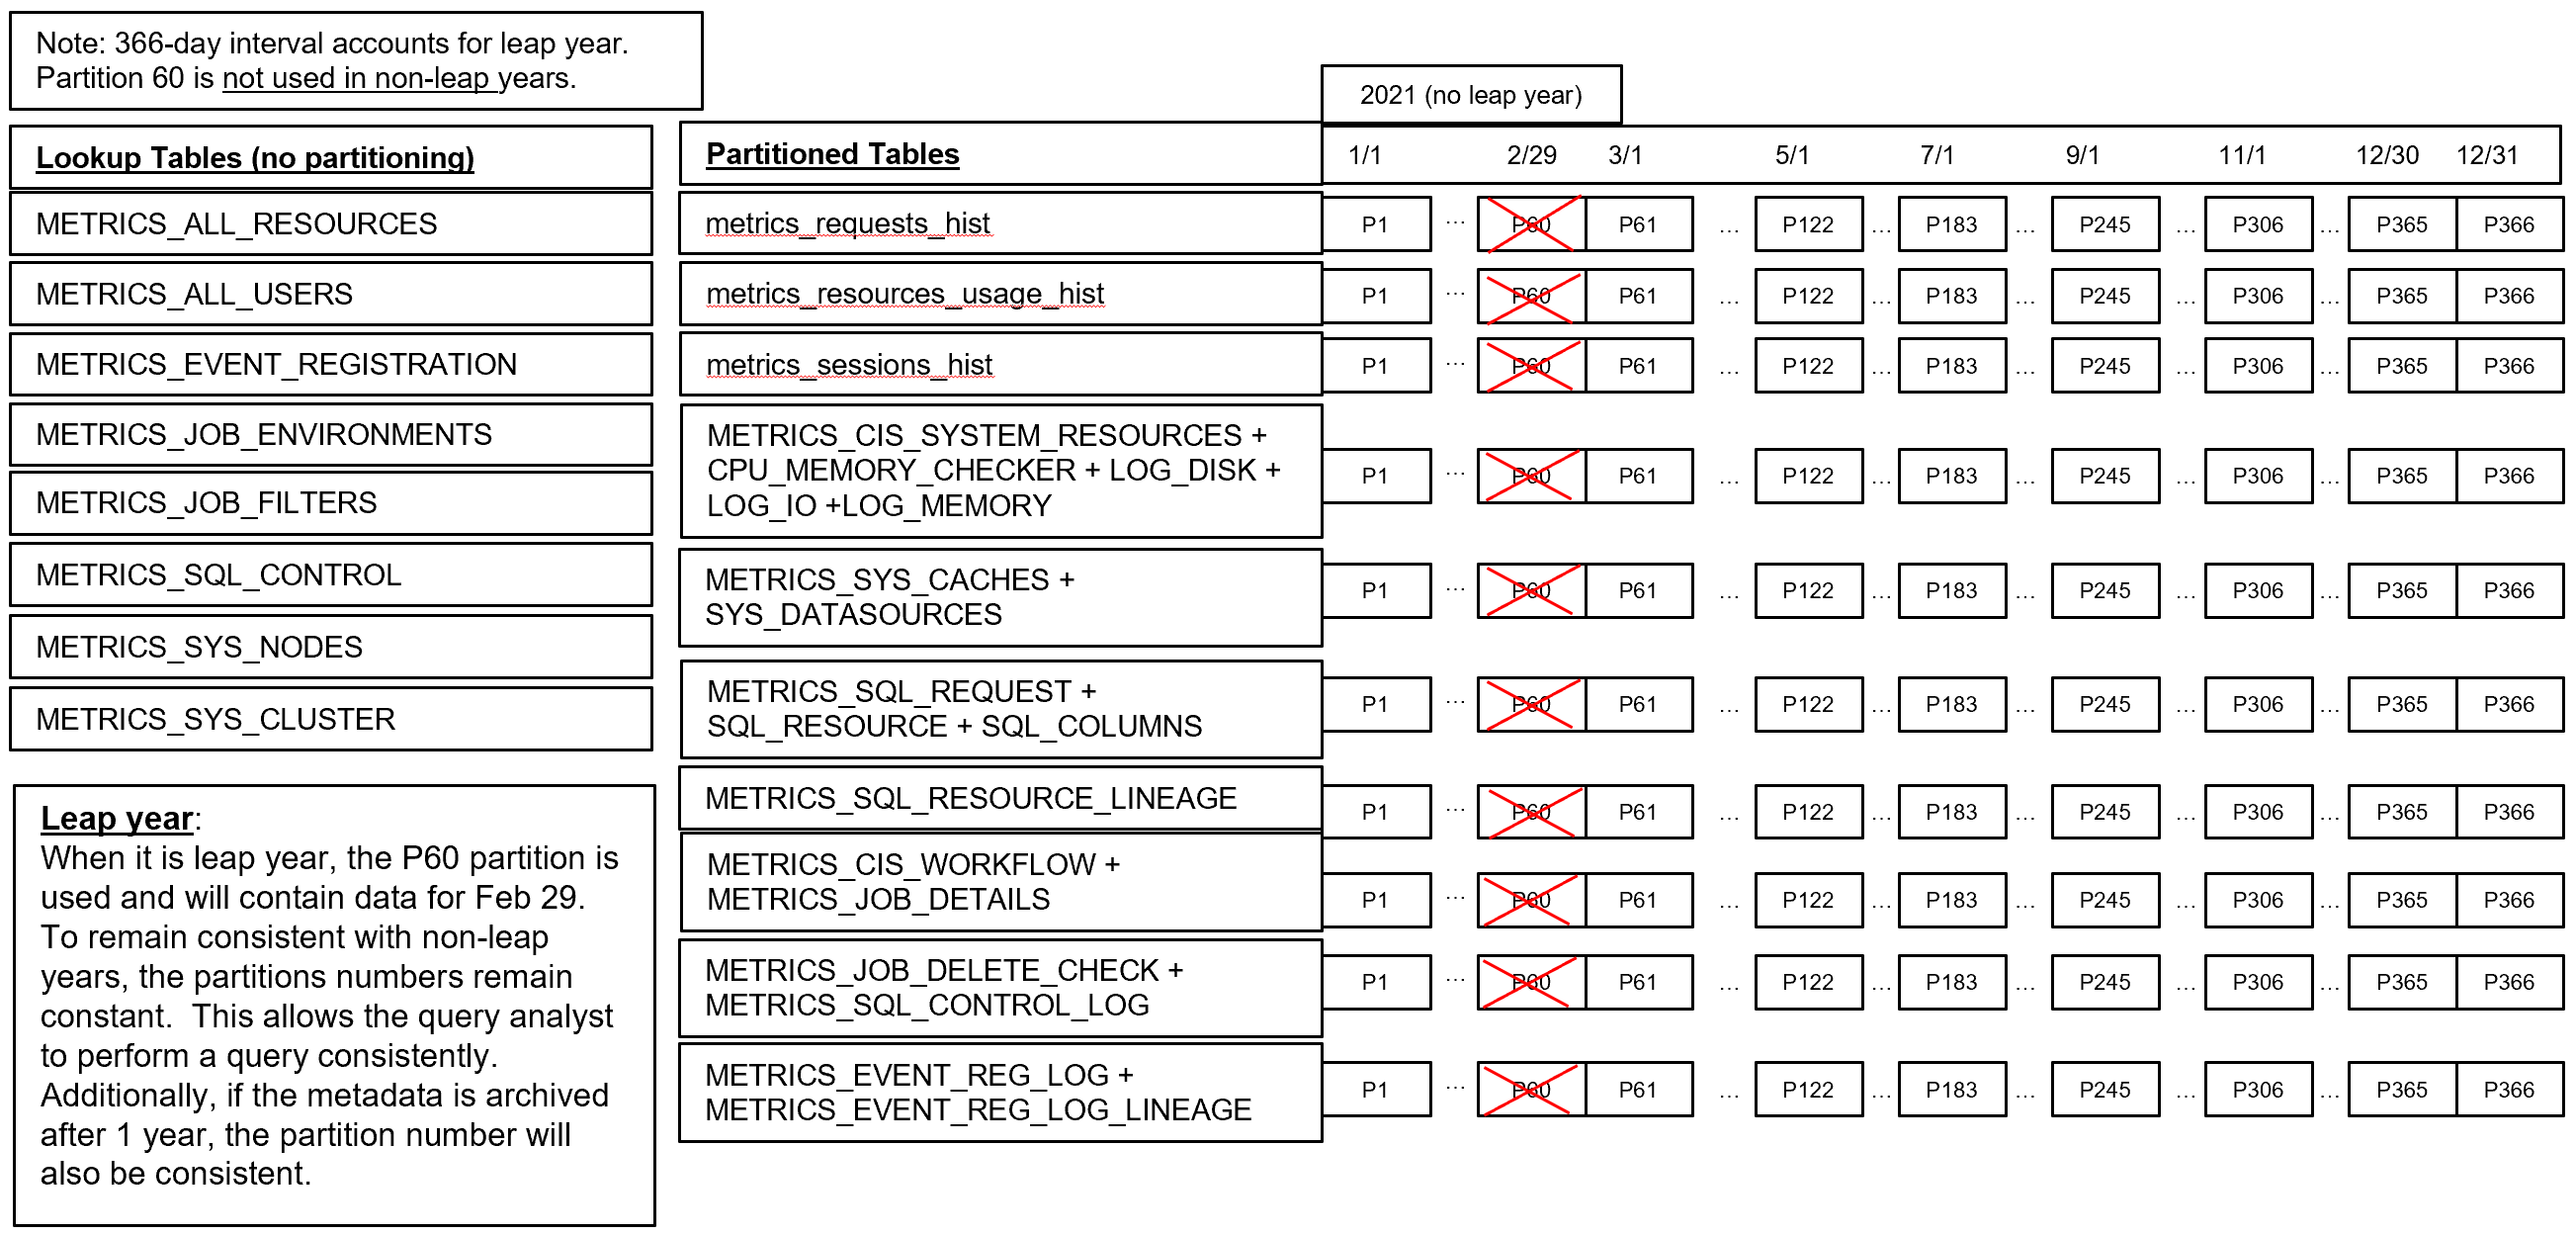 Note: 366-day interval accounts for leap year.
Partition 60 is not used in non-leap years.
2021 (no leap year)
Lookup Tables (no partitioning)
METRICS_ALL_RESOURCES
METRICS_ALL_USERS
METRICS_EVENT_REGISTRATION
METRICS_JOB_ENVIRONMENTS
METRICS_JOB_FILTERS
METRICS_SQL_CONTROL
METRICS_SYS_NODES
METRICS_SYS_CLUSTER
Leap year:
When it is leap year, the P60 partition is
used and will contain data for Feb 29.
To remain consistent with non-leap
years, the partitions numbers remain
constant.  This allows the query analyst
to perform a query consistently.
Additionally, if the metadata is archived
after 1 year, the partition number will
also be consistent.
Partitioned Tables 1/1 2/29 3/1 5/1 7/1 9/1 11/1 12/30 12/31
metrics_requests_hist P1 ... P60 P61 ... P122 ... P183 ... P245 ... P306 ... P365 P366
metrics_resources_usage_hist P1 ... P60 P61 ... P122 ... P183 ... P245 ... P306 ... P365 P366
metrics_sessions_hist P1 ... P60 P61 ... P122 ... P183 ... P245 ... P306 ... P365 P366
METRICS_CIS_SYSTEM_RESOURCES +
CPU_MEMORY_CHECKER + LOG_DISK +
LOG_IO +LOG_MEMORY
P1 ... P60 P61 ... P122 ... P183 ... P245 ... P306 ... P365 P366
METRICS_SYS_CACHES +
SYS_DATASOURCES
P1 ... P60 P61 ... P122 ... P183 ... P245 ... P306 ... P365 P366
METRICS_SQL_REQUEST +
SQL_RESOURCE + SQL_COLUMNS
P1 ... P60 P61 ... P122 ... P183 ... P245 ... P306 ... P365 P366
METRICS_SQL_RESOURCE_LINEAGE
P1 ... P60 P61 ... P122 ... P183 ... P245 ... P306 ... P365 P366
METRICS_CIS_WORKFLOW +
METRICS_JOB_DETAILS
P1 ... P60 P61 ... P122 ... P183 ... P245 ... P306 ... P365 P366
METRICS_JOB_DELETE_CHECK +
METRICS_SQL_CONTROL_LOG
P1 ... P60 P61 ... P122 ... P183 ... P245 ... P306 ... P365 P366
METRICS_EVENT_REG_LOG +
METRICS_EVENT_REG_LOG_LINEAGE
P1 ... P60 P61 ... P122 ... P183 ... P245 ... P306 ... P365 P366